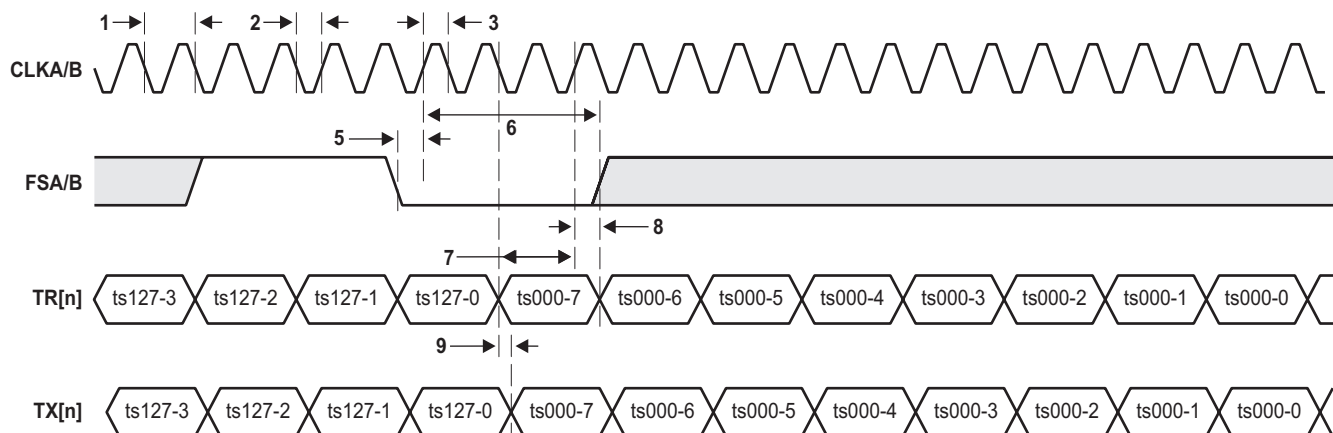 1 2 3
CLKA/B
6
5
FSA/B
8
7
TR[n] ts127-3 ts127-2 ts127-1 ts127-0 ts000-7 ts000-6 ts000-5 ts000-4 ts000-3 ts000-2 ts000-1 ts000-0
9
TX[n] ts127-3 ts127-2 ts127-1 ts127-0 ts000-7 ts000-6 ts000-5 ts000-4 ts000-3 ts000-2 ts000-1 ts000-0